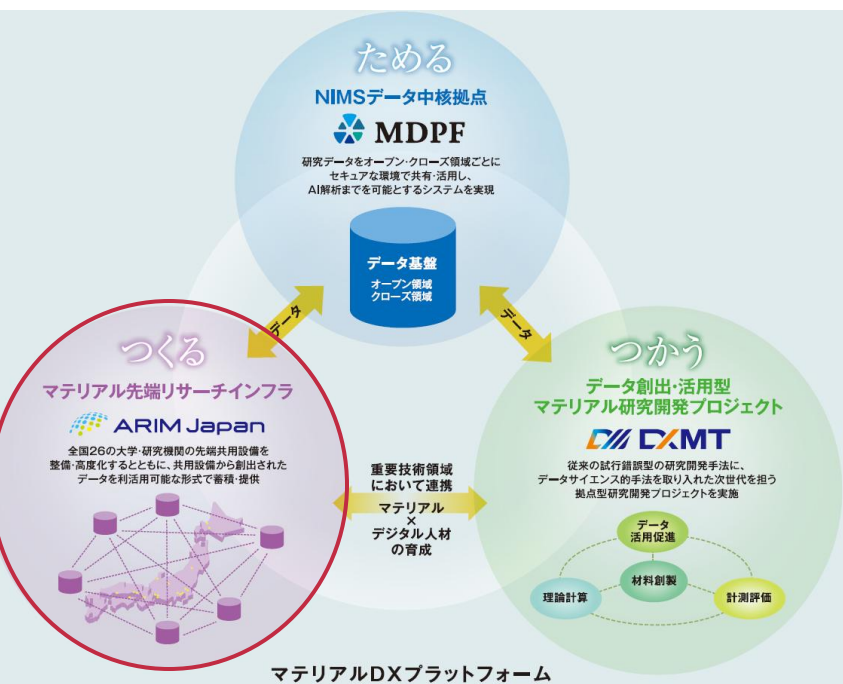 ためる
NIMSデータ中核拠点
MDPF
研究データをオープン・クローズ領域ごとに
セキュアな環境で共有・活用し、
AI解析までを可能とするシステムを実現
データ基盤
オープン領域
クローズ領域
データ
データ
つくる
マテリアル先端リサーチインフラ
ARIM Japan
全国26の大学・研究機関の先端共用設備を
整備・高度化するとともに、共用設備から創出された
データを利活用可能な形式で蓄積・提供
重要技術領域
において連携
マテリアル
×
デジタル人材
の育成
つかう
データ創出・活用型
マテリアル研究開発プロジェクト
DXMT
従来の試行錯誤型の研究開発手法に、
データサイエンス的手法を取り入れた次世代を担う
拠点型研究開発プロジェクトを実施
データ
活用促進
材料創製
理論計算
計測評価
マテリアルDXプラットフォーム